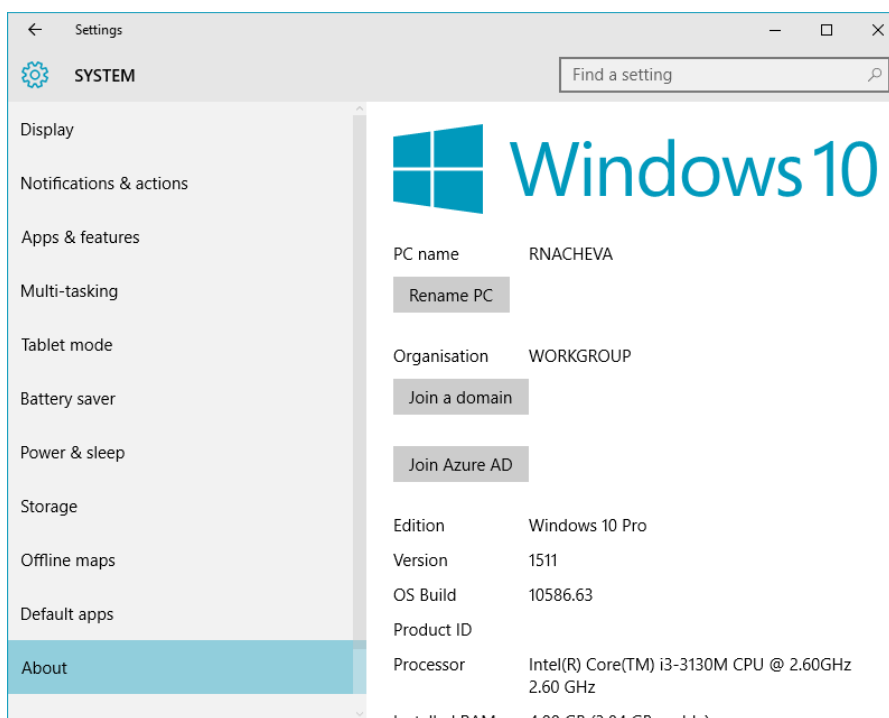 Settings
SYSTEM
Find a setting
Display
Notifications & actions
Apps & features
Multi-tasking
Tablet mode
Battery saver
Power & sleep
Storage
Offline maps
Default apps
About
Windows 10
PC name RNACHEVA
Rename PC
Organisation WORKGROUP
Join a domain
Join Azure AD
Edition Windows 10 Pro
Version 1511
OS Build 10586.63
Product ID
Processor Intel(R) Core(TM) i3-3130M CPU @ 2.60GHz
2.60 GHz
Installed RAM